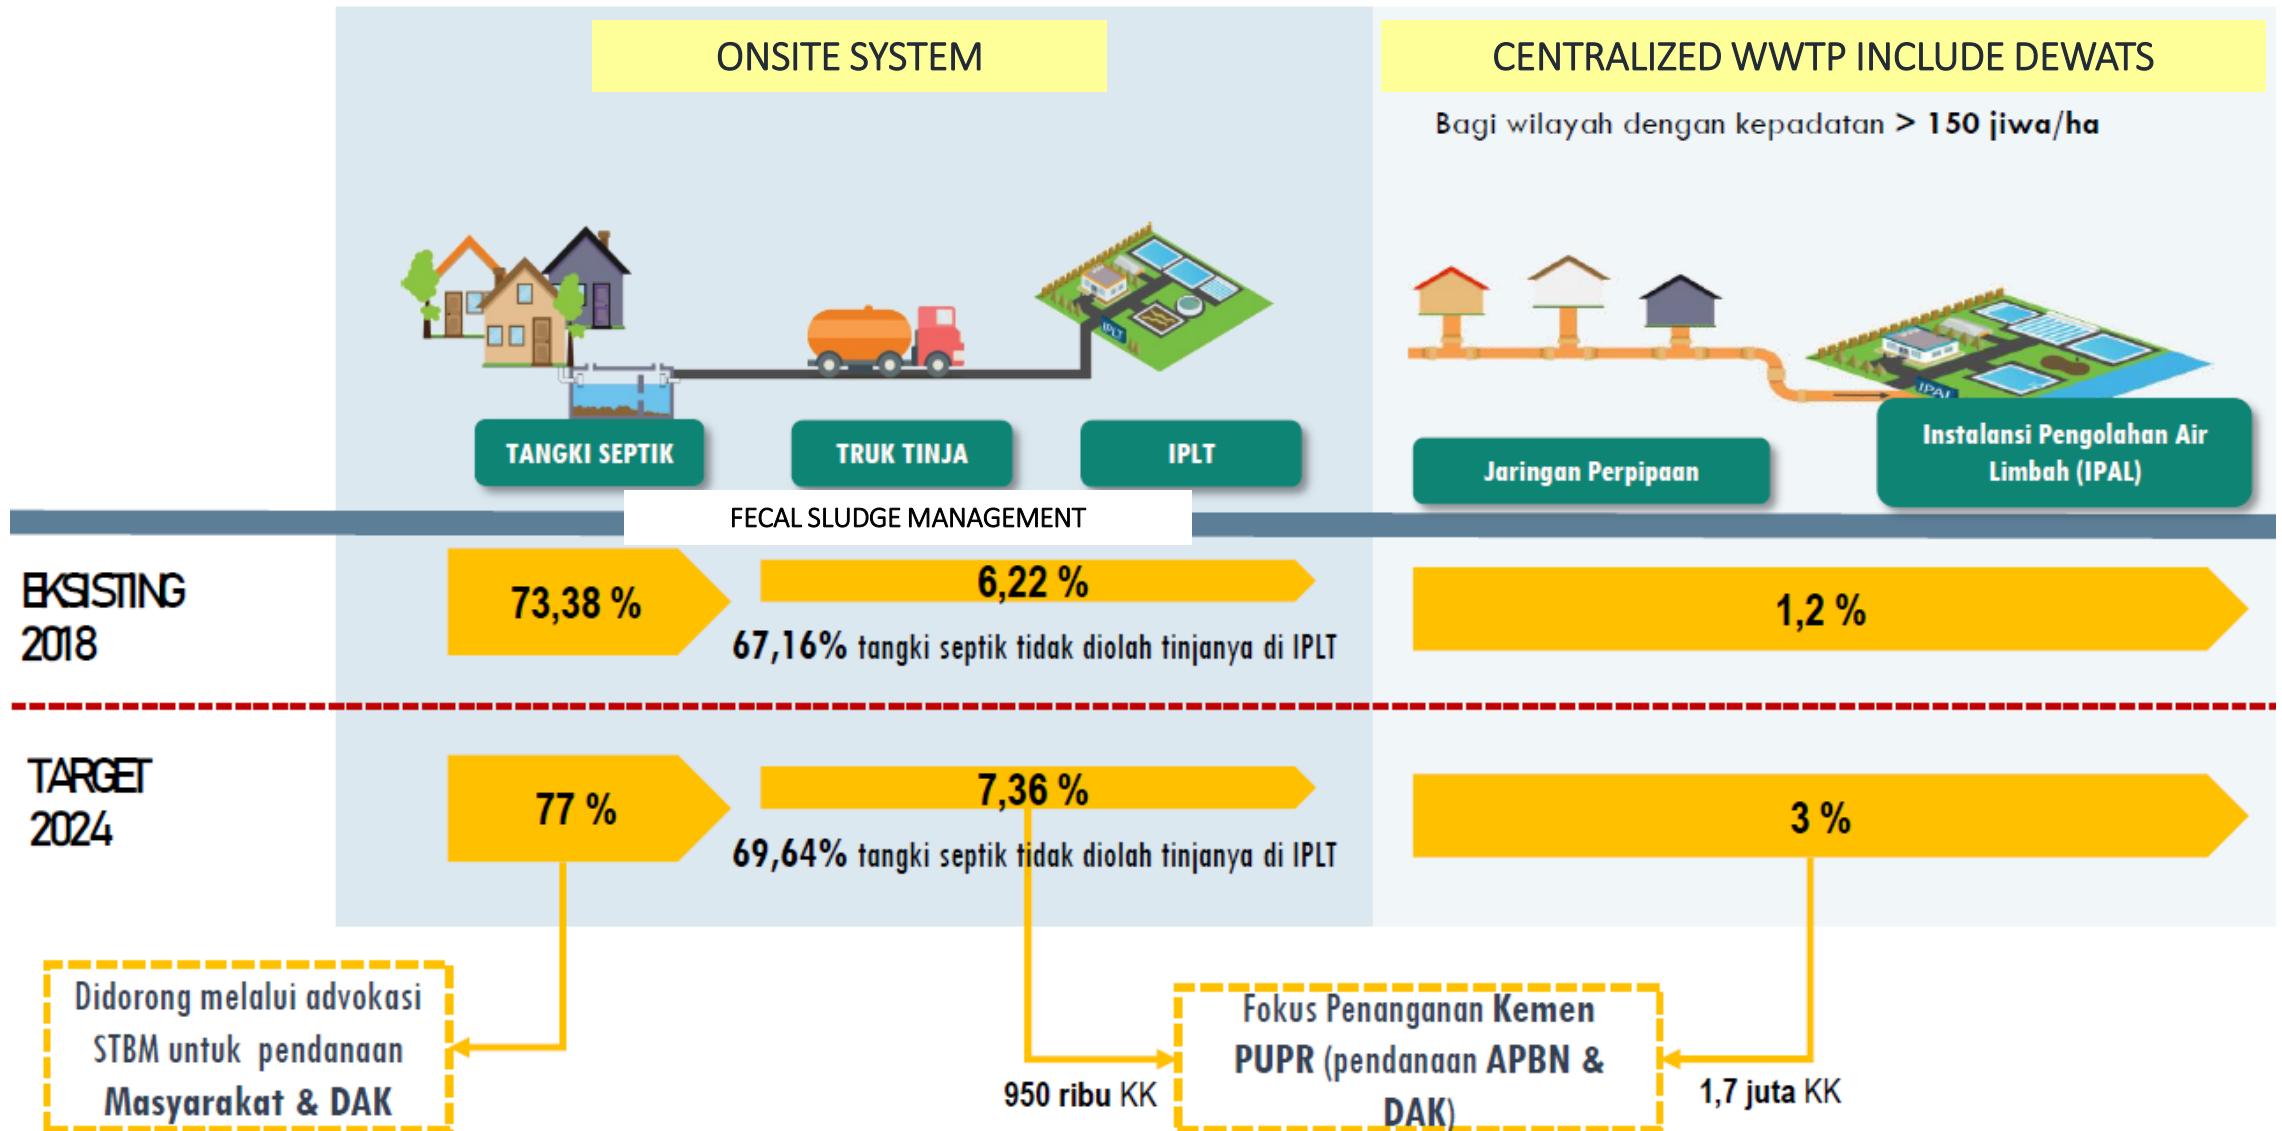 ONSITE SYSTEM
CENTRALIZED WWTP INCLUDE DEWATS
Bagi wilayah dengan kepadatan > 150 jiwa/ha
IPLT
IPAL
TANGKI SEPTIK
TRUK TINJA
IPLT
Jaringan Perpipaan
Instalansi Pengolahan Air
Limbah (IPAL)
FECAL SLUDGE MANAGEMENT
EKSISTING
2018
73,38 %
6,22 %
67,16% tangki septik tidak diolah tinjanya di IPLT
1,2 %
TARGET
2024
77 %
7,36 %
69,64% tangki septik tidak diolah tinjanya di IPLT
3 %
Didorong melalui advokasi
STBM untuk pendanaan
Masyarakat & DAK
950 ribu KK
Fokus Penanganan Kemen
PUPR (pendanaan APBN &
DAK)
1,7 juta KK